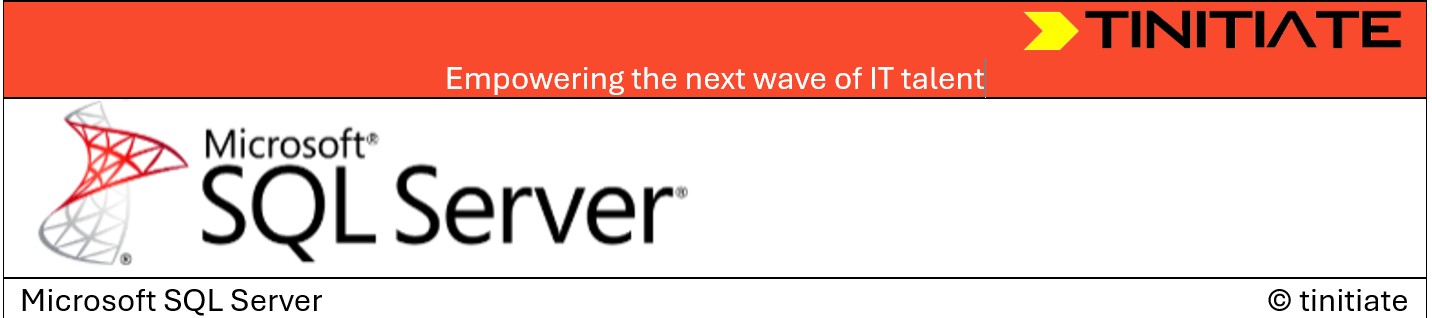 TINITIATE
Empowering the next wave of IT talent
Microsoft®
SQL Server®
®
Microsoft SQL Server
© tinitiate